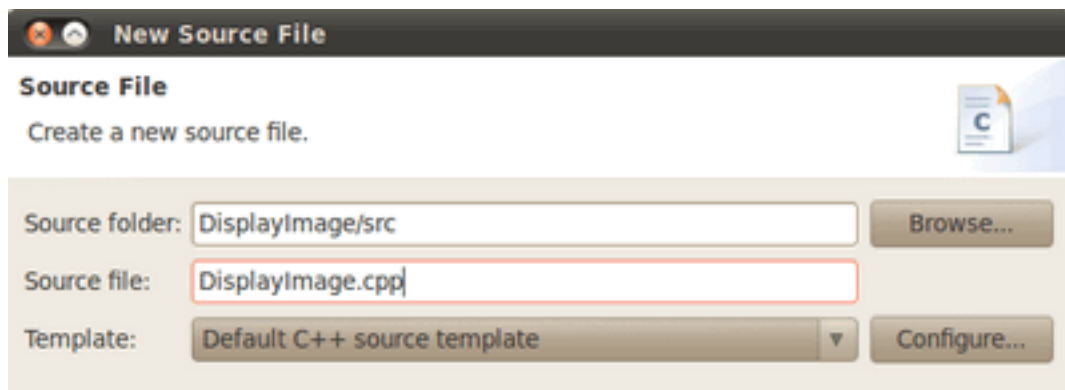 New Source File
Source File
Create a new source file.
C
Source folder: DisplayImage/src Browse...
Source file: DisplayImage.cpp
Template: Default C++ source template Configure...